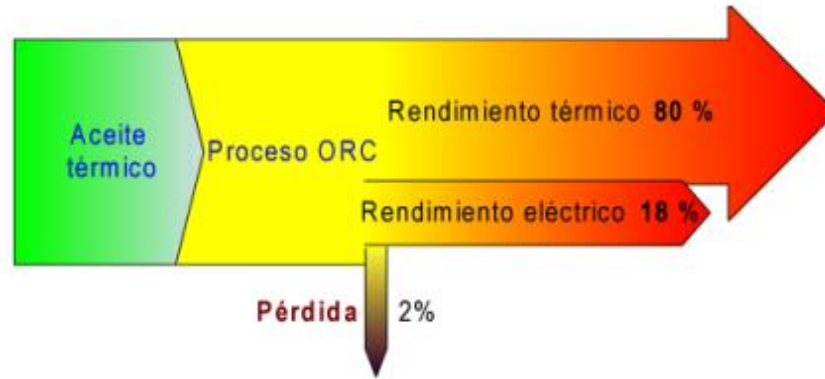 Rendimiento térmico 80 %
Aceite
térmico
Proceso ORC
Rendimiento eléctrico 18 %
Pérdida 2%